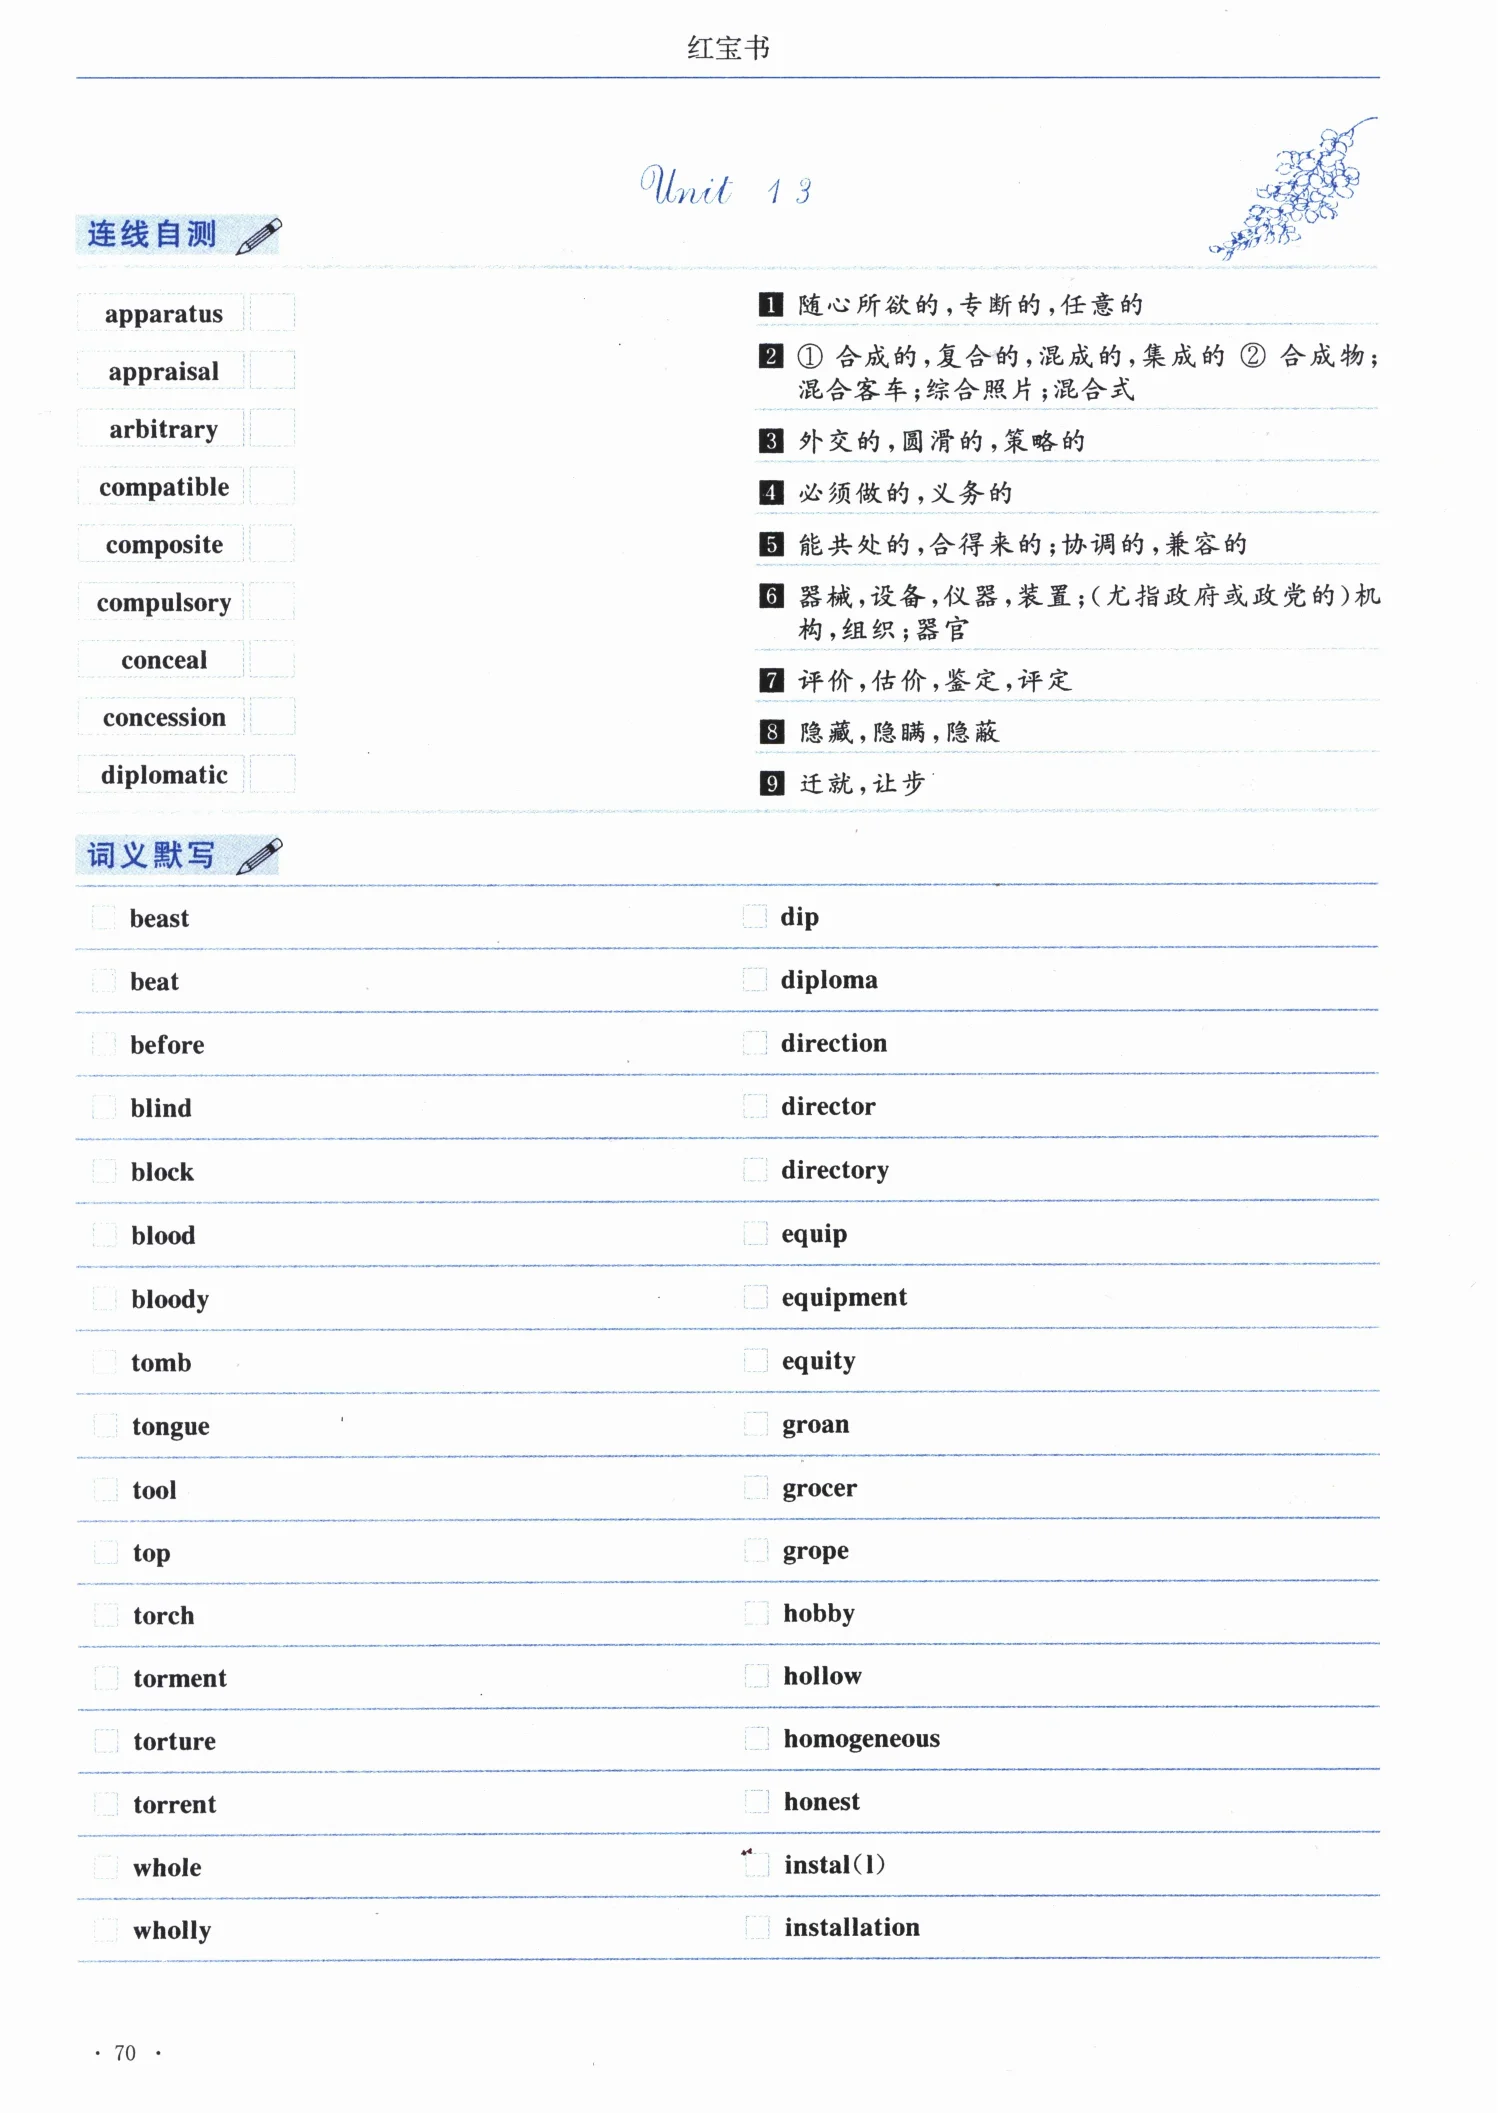 红宝书
Unit 13
连线自测
apparatus
appraisal
arbitrary
compatible
composite
compulsory
conceal
concession
diplomatic
1 随心所欲的,专断的,任意的
2 ① 合成的,复合的,混成的,集成的 ② 合成物;
混合客车;综合照片;混合式
3 外交的,圆滑的,策略的
4 必须做的,义务的
5 能共处的,合得来的;协调的,兼容的
6 器械,设备,仪器,装置;(尤指政府或政党的)机
构,组织;器官
7 评价,估价,鉴定,评定
8 隐藏,隐瞒,隐蔽
9 迁就,让步
词义默写
beast
beat
before
blind
block
blood
bloody
tomb
tongue
tool
top
torch
torment
torture
torrent
whole
wholly
dip
diploma
direction
director
directory
equip
equipment
equity
groan
grocer
grope
hobby
hollow
homogeneous
honest
instal(l)
installation
· 70 ·